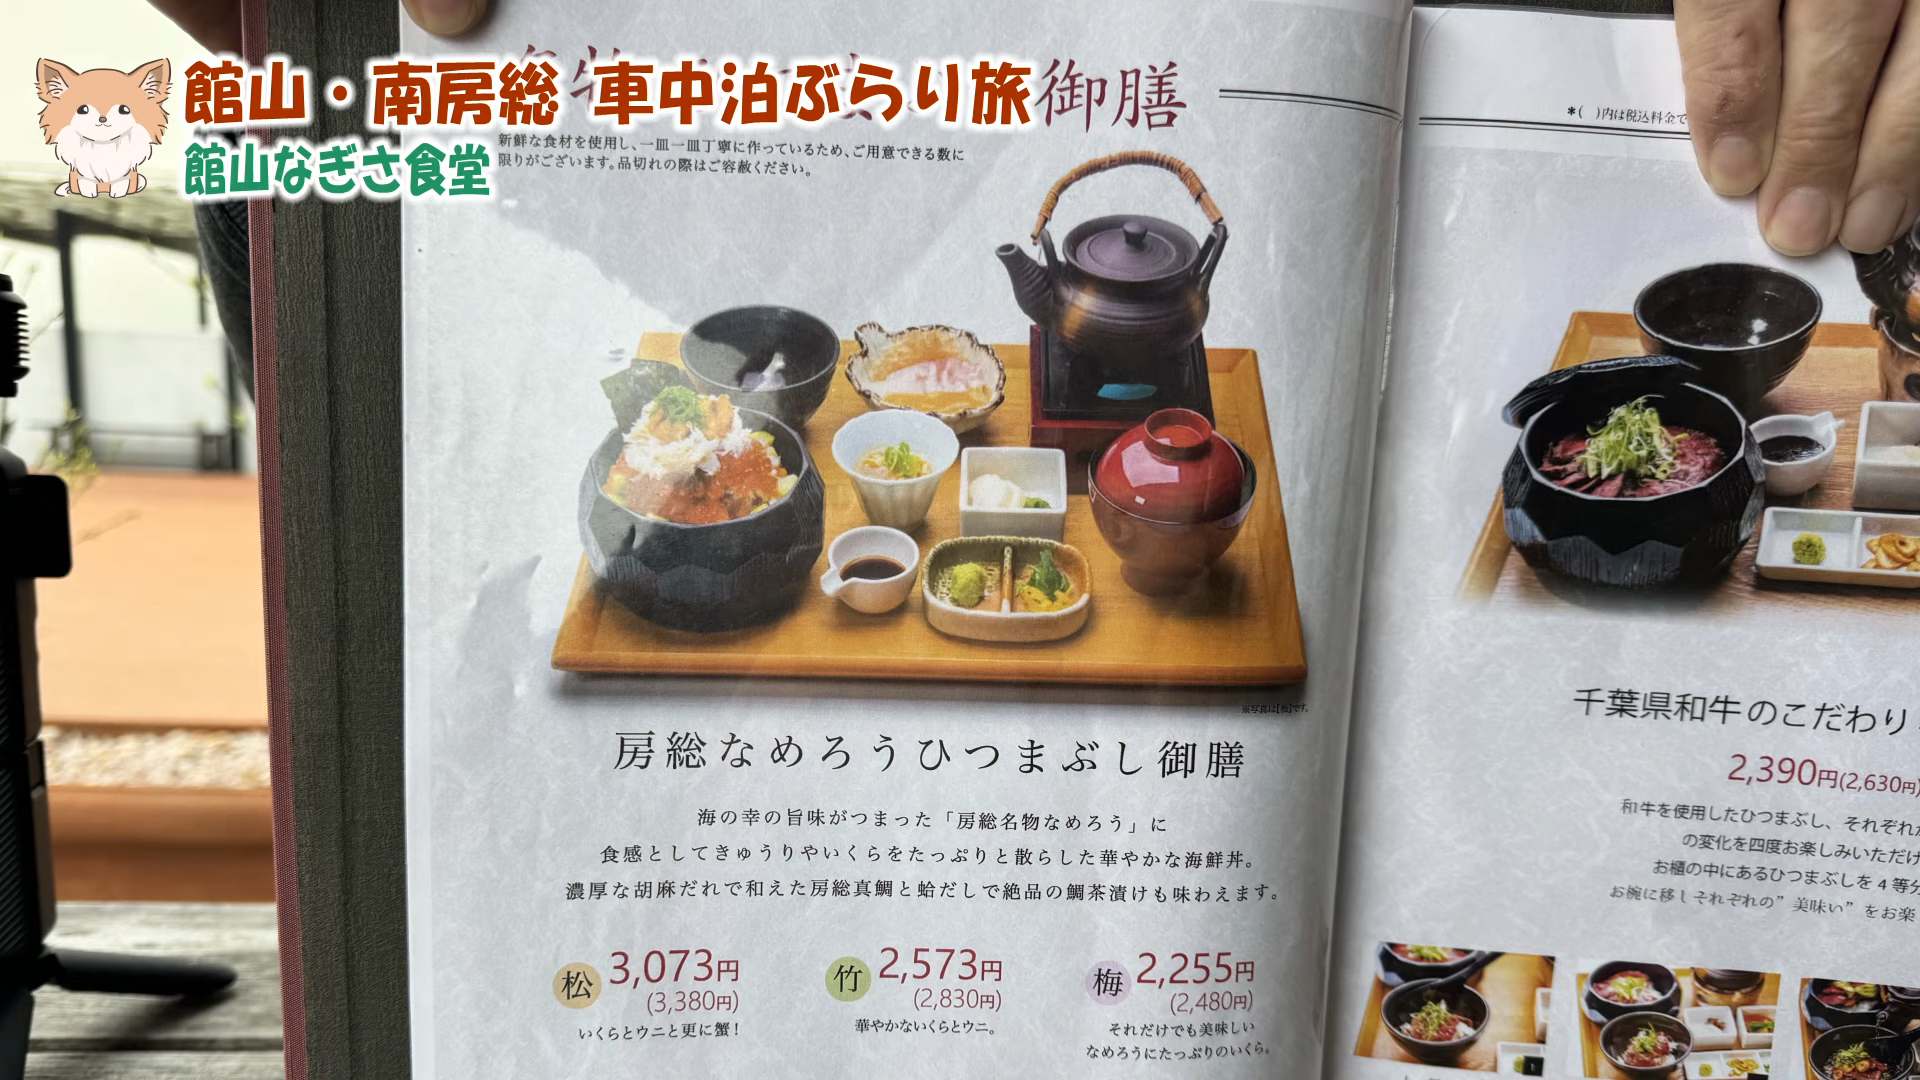 館山・南房総 車中泊ぶらり旅
館山なぎさ食堂
御膳
新鮮な食材を使用し、一皿一皿丁寧に作っているため、ご用意できる数に
限りがございます。品切れの際はご容赦ください。
房総なめろうひつまぶし御膳
海の幸の旨味がつまった「房総名物なめろう」に
食感としてきゅうりやいくらをたっぷりと散らした華やかな海鮮丼。
濃厚な胡麻だれで和えた房総真鯛と蛤だしで絶品の鯛茶漬けも味わえます。
松 3,073円
(3,380円)
いくらとウニと更に蟹！
竹 2,573円
(2,830円)
華やかないくらとウニ。
梅 2,255円
(2,480円)
それだけでも美味しい
なめろうにたっぷりのいくら。
＊( )内は税込料金で
千葉県和牛のこだわり
2,390円(2,630円)
和牛を使用したひつまぶし、それぞれ
の変化を四度お楽しみいただけ
お櫃の中にあるひつまぶしを4等分
お椀に移しそれぞれの”美味い”をお楽